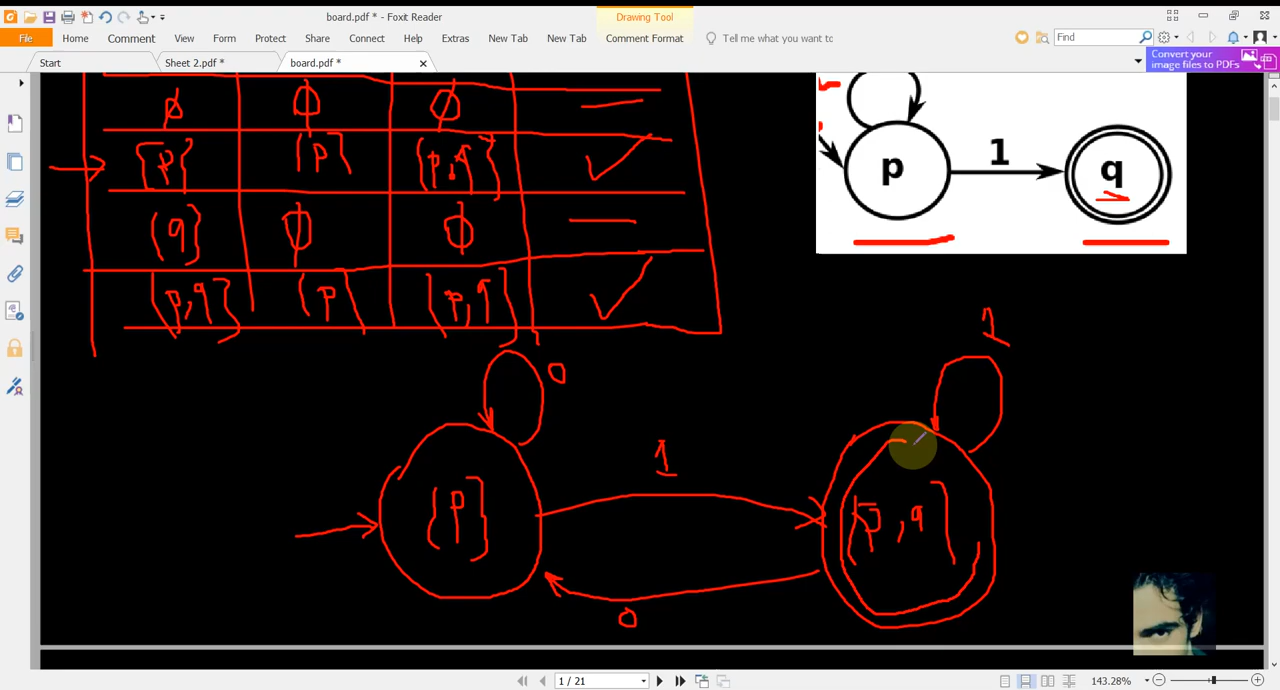 board.pdf * - Foxit Reader
Drawing Tool
File Home Comment View Form Protect Share Connect Help Extras New Tab New Tab Comment Format Tell me what you want to Find
Start Sheet 2.pdf * board.pdf * Convert your image files to PDFs
ϕ ϕ ϕ —
{p} {p} {p,q} ✓
{q} ϕ ϕ —
{p,q} {p} {p,q} ✓
p 1 q
0 1
1
{p} {p,q}
0
1 / 21 143.28%